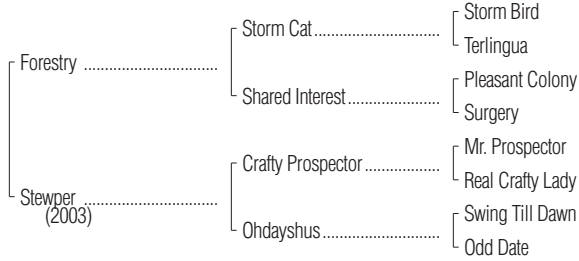 Storm Bird
Storm Cat
Terlingua
Forestry
Pleasant Colony
Shared Interest
Surgery
Mr. Prospector
Crafty Prospector
Real Crafty Lady
Stewper
(2003)
Swing Till Dawn
Ohdayshus
Odd Date